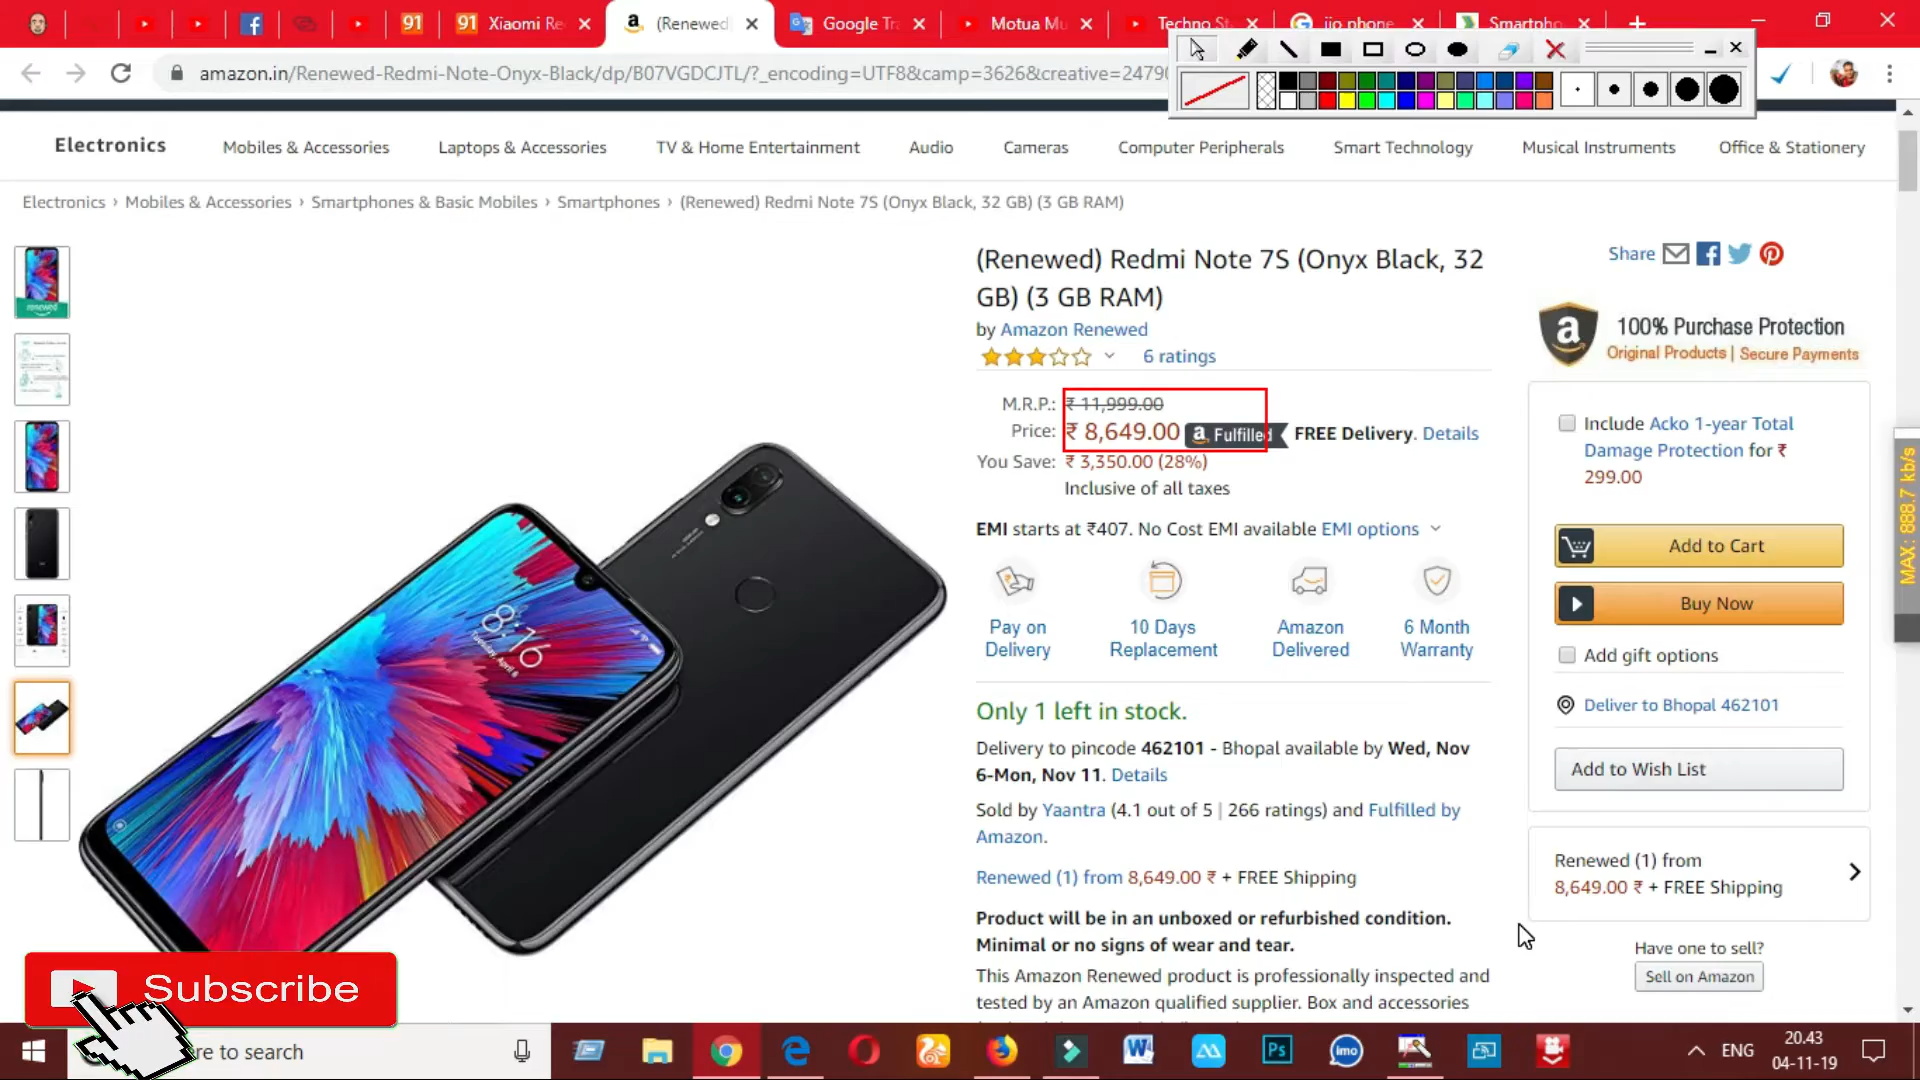 91
91
Xiaomi Re
(Renewed
Google Tra
Motua Mu
Techno St
jio phone
Smartpho
amazon.in/Renewed-Redmi-Note-Onyx-Black/dp/B07VGDCJTL/?_encoding=UTF8&camp=3626&creative=2479
Electronics
Mobiles & Accessories
Laptops & Accessories
TV & Home Entertainment
Audio
Cameras
Computer Peripherals
Smart Technology
Musical Instruments
Office & Stationery
Electronics › Mobiles & Accessories › Smartphones & Basic Mobiles › Smartphones › (Renewed) Redmi Note 7S (Onyx Black, 32 GB) (3 GB RAM)
renewed
8:16
(Renewed) Redmi Note 7S (Onyx Black, 32
GB) (3 GB RAM)
by Amazon Renewed
6 ratings
M.R.P.: ₹ 11,999.00
Price: ₹ 8,649.00 Fulfilled FREE Delivery. Details
You Save: ₹ 3,350.00 (28%)
Inclusive of all taxes
EMI starts at ₹407. No Cost EMI available EMI options
Pay on
Delivery
10 Days
Replacement
Amazon
Delivered
6 Month
Warranty
Only 1 left in stock.
Delivery to pincode 462101 - Bhopal available by Wed, Nov
6-Mon, Nov 11. Details
Sold by Yaantra (4.1 out of 5 | 266 ratings) and Fulfilled by
Amazon.
Renewed (1) from 8,649.00 ₹ + FREE Shipping
Product will be in an unboxed or refurbished condition.
Minimal or no signs of wear and tear.
This Amazon Renewed product is professionally inspected and
tested by an Amazon qualified supplier. Box and accessories
Share
100% Purchase Protection
Original Products | Secure Payments
Include Acko 1-year Total
Damage Protection for ₹
299.00
Add to Cart
Buy Now
Add gift options
Deliver to Bhopal 462101
Add to Wish List
Renewed (1) from
8,649.00 ₹ + FREE Shipping
Have one to sell?
Sell on Amazon
MAX: 888.7 kb/s
Subscribe
re to search
W
Ps
imo
ENG
20.43
04-11-19